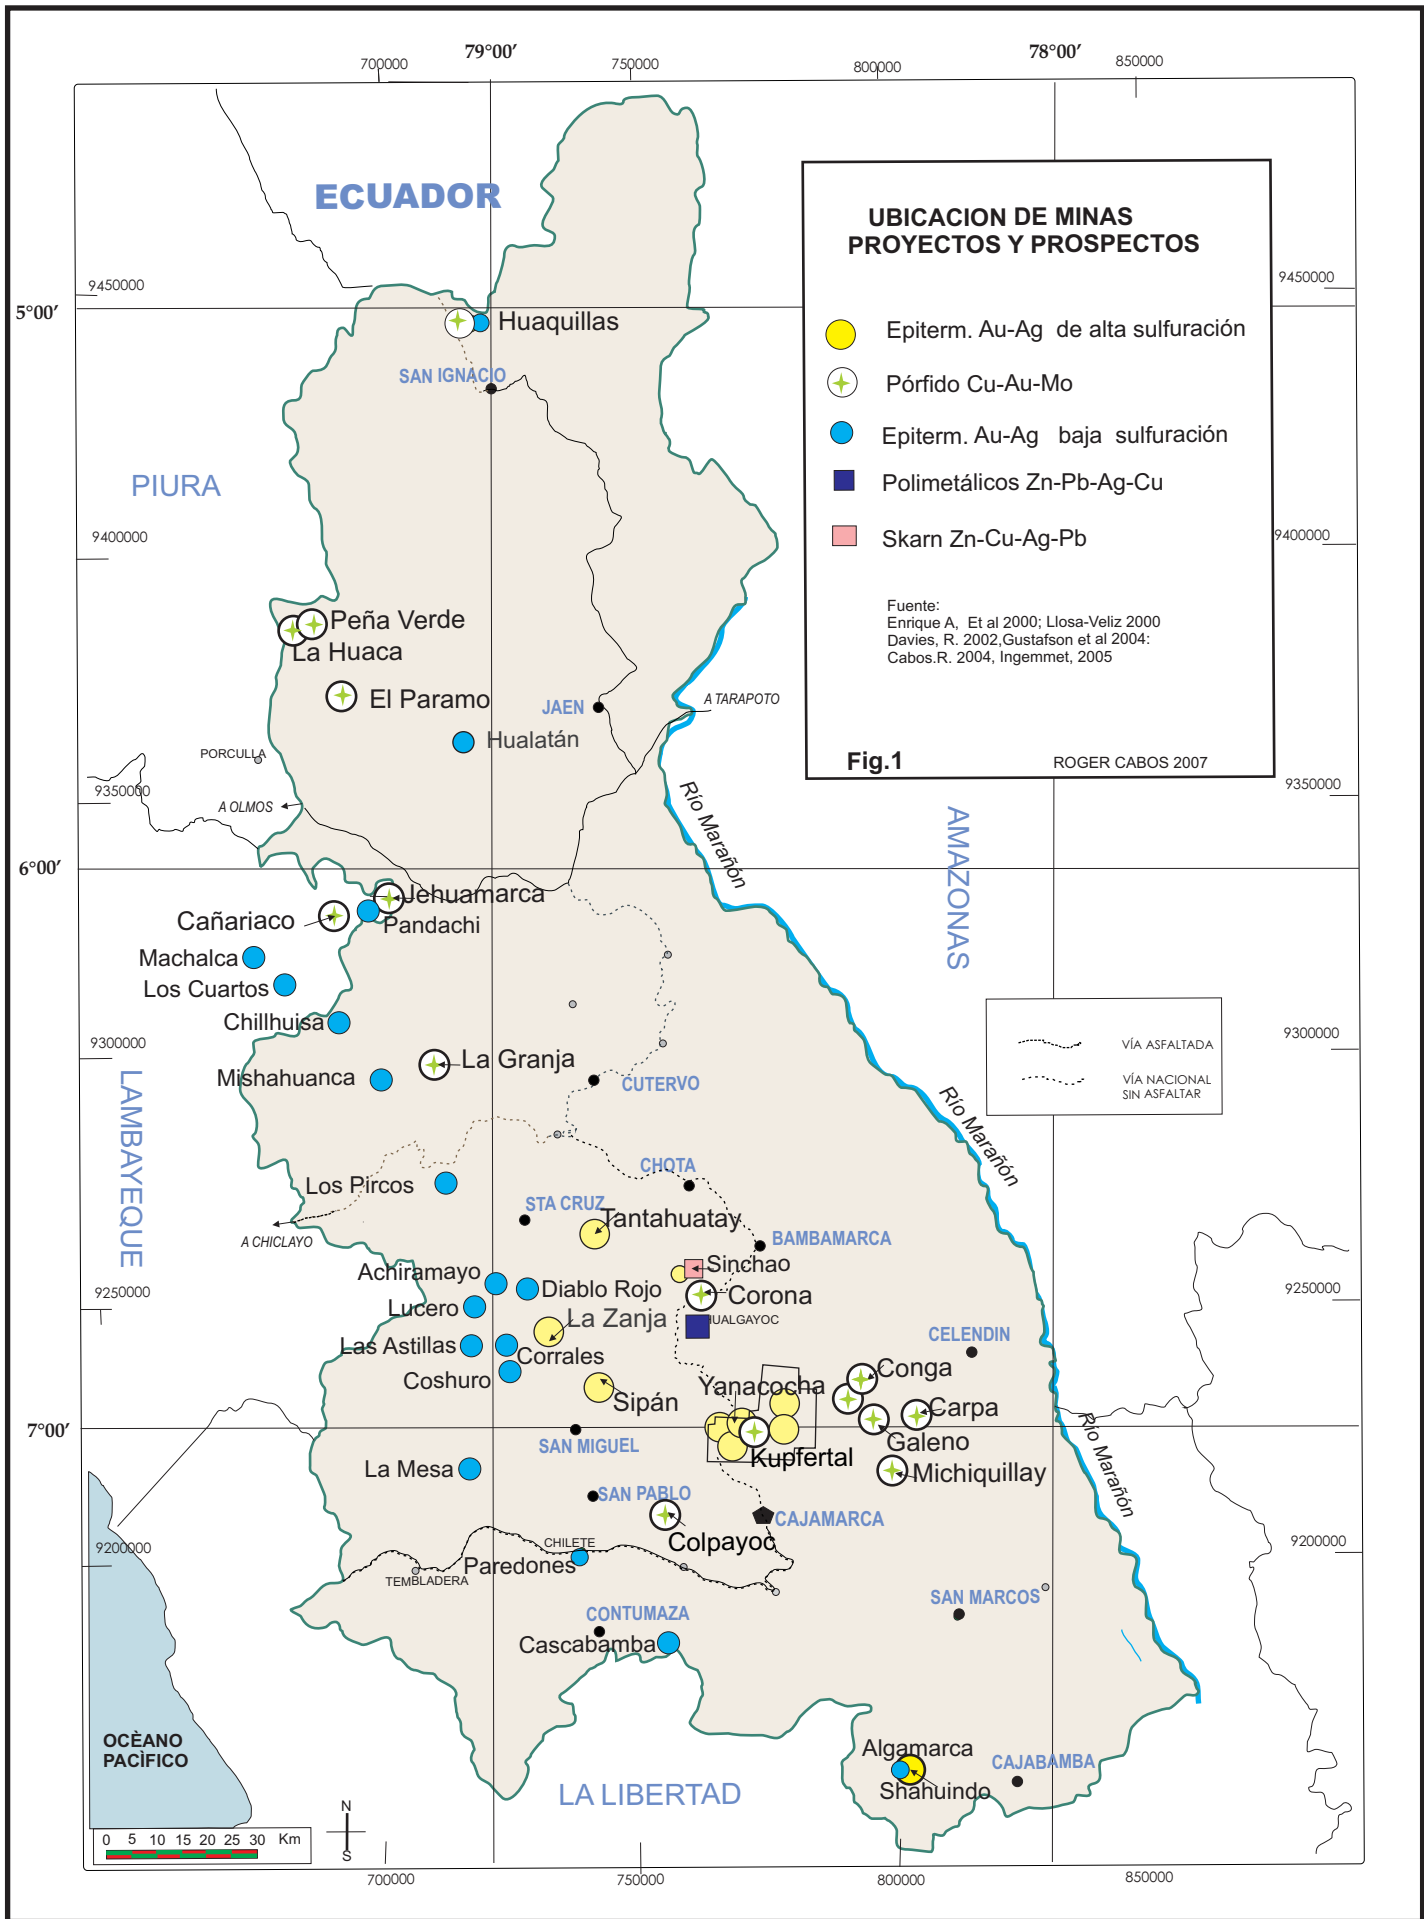 79°00'
78°00'
700000
750000
800000
850000
ECUADOR
UBICACION DE MINAS
PROYECTOS Y PROSPECTOS
9450000
9450000
5°00'
Huaquillas
Epiterm. Au-Ag de alta sulfuración
SAN IGNACIO
Pórfido Cu-Au-Mo
Epiterm. Au-Ag baja sulfuración
PIURA
Polimetálicos Zn-Pb-Ag-Cu
9400000
9400000
Skarn Zn-Cu-Ag-Pb
Fuente:
Enrique A, Et al 2000; Llosa-Veliz 2000
Davies, R. 2002,Gustafson et al 2004:
Cabos.R. 2004, Ingemmet, 2005
Peña Verde
La Huaca
El Paramo
JAEN
A TARAPOTO
Hualatán
PORCULLA
Fig.1
ROGER CABOS 2007
9350000
9350000
A OLMOS
Río Marañón
AMAZONAS
6°00'
Jehuamarca
Cañariaco
Pandachi
Machalca
Los Cuartos
Chillhuisa
9300000
9300000
VÍA ASFALTADA
VÍA NACIONAL
SIN ASFALTAR
La Granja
Mishahuanca
CUTERVO
LAMBAYEQUE
Río Marañón
CHOTA
Los Pircos
STA CRUZ
Tantahuatay
A CHICLAYO
BAMBAMARCA
Sinchao
Achiramayo
Diablo Rojo
Corona
9250000
9250000
Lucero
La Zanja
HUALGAYOC
CELENDIN
Las Astillas
Corrales
Conga
Coshuro
Yanacocha
Sipán
Carpa
7°00'
SAN MIGUEL
Galeno
Kupfertal
La Mesa
Michiquillay
Río Marañón
SAN PABLO
CAJAMARCA
Colpayoc
CHILETE
9200000
9200000
Paredones
TEMBLADERA
SAN MARCOS
CONTUMAZA
Cascabamba
OCÈANO
PACÌFICO
Algamarca
CAJABAMBA
Shahuindo
LA LIBERTAD
N
S
0 5 10 15 20 25 30 Km
700000
750000
800000
850000